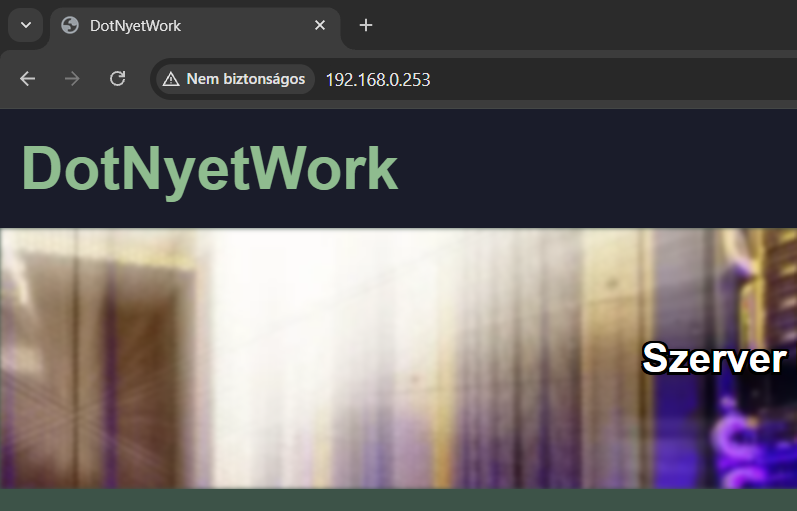 DotNyetWork
Nem biztonságos 192.168.0.253
DotNyetWork
Szerver